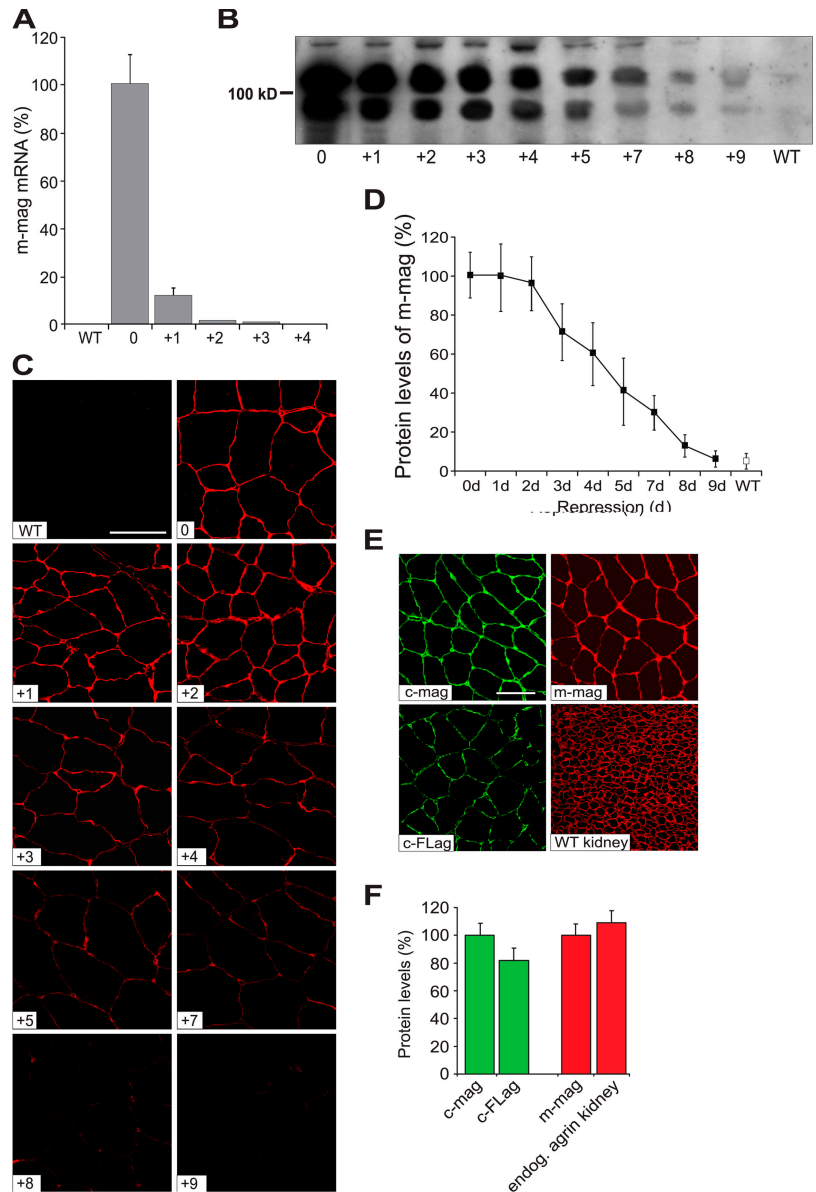 A
120
100
80
60
40
20
0
m-mag mRNA (%)
WT 0 +1 +2 +3 +4
B
100 kD
0 +1 +2 +3 +4 +5 +7 +8 +9 WT
C
WT
0
+1
+2
+3
+4
+5
+7
+8
+9
D
120
100
80
60
40
20
0
Protein levels of m-mag (%)
0d 1d 2d 3d 4d 5d 7d 8d 9d WT
Repression (d)
E
c-mag
m-mag
c-FLag
WT kidney
F
120
100
80
60
40
20
0
Protein levels (%)
c-mag
c-FLag
m-mag
endog. agrin kidney